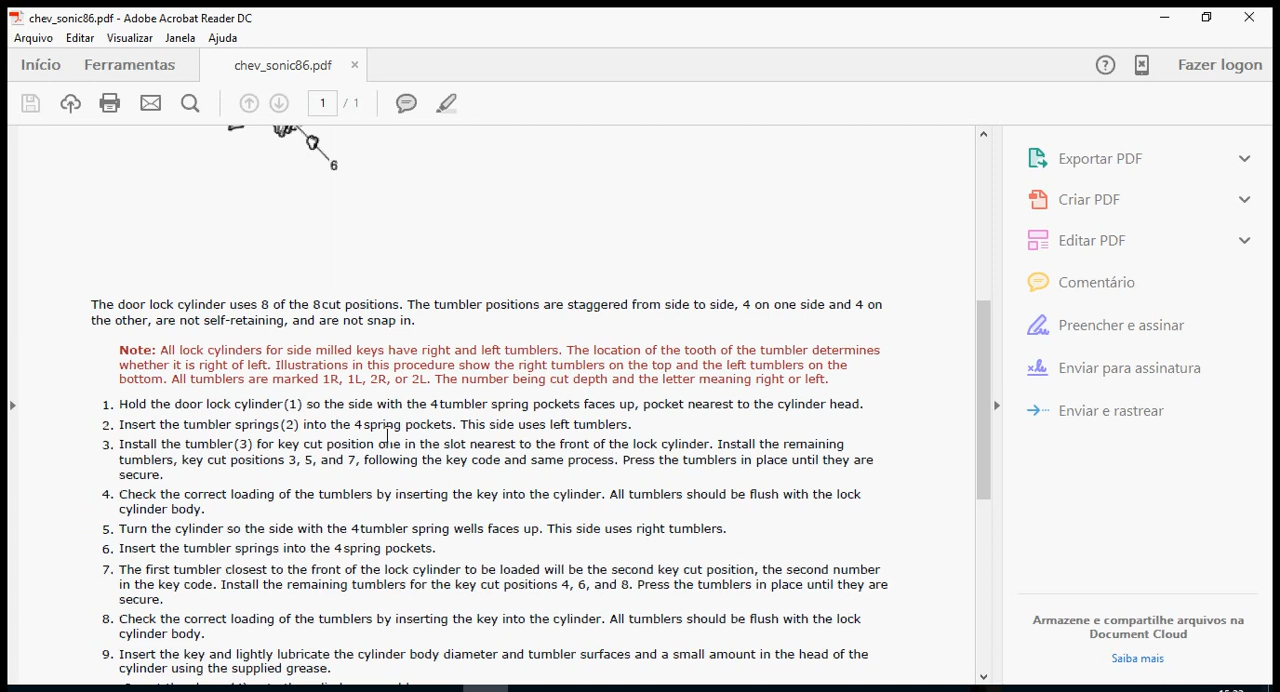 chev_sonic86.pdf - Adobe Acrobat Reader DC
Arquivo Editar Visualizar Janela Ajuda
Início Ferramentas chev_sonic86.pdf × ? Fazer logon
1 / 1
6
The door lock cylinder uses 8 of the 8cut positions. The tumbler positions are staggered from side to side, 4 on one side and 4 on
the other, are not self-retaining, and are not snap in.
Note: All lock cylinders for side milled keys have right and left tumblers. The location of the tooth of the tumbler determines
whether it is right of left. Illustrations in this procedure show the right tumblers on the top and the left tumblers on the
bottom. All tumblers are marked 1R, 1L, 2R, or 2L. The number being cut depth and the letter meaning right or left.
1. Hold the door lock cylinder(1) so the side with the 4tumbler spring pockets faces up, pocket nearest to the cylinder head.
2. Insert the tumbler springs(2) into the 4spring pockets. This side uses left tumblers.
3. Install the tumbler(3) for key cut position one in the slot nearest to the front of the lock cylinder. Install the remaining
tumblers, key cut positions 3, 5, and 7, following the key code and same process. Press the tumblers in place until they are
secure.
4. Check the correct loading of the tumblers by inserting the key into the cylinder. All tumblers should be flush with the lock
cylinder body.
5. Turn the cylinder so the side with the 4tumbler spring wells faces up. This side uses right tumblers.
6. Insert the tumbler springs into the 4spring pockets.
7. The first tumbler closest to the front of the lock cylinder to be loaded will be the second key cut position, the second number
in the key code. Install the remaining tumblers for the key cut positions 4, 6, and 8. Press the tumblers in place until they are
secure.
8. Check the correct loading of the tumblers by inserting the key into the cylinder. All tumblers should be flush with the lock
cylinder body.
9. Insert the key and lightly lubricate the cylinder body diameter and tumbler surfaces and a small amount in the head of the
cylinder using the supplied grease.
Exportar PDF
Criar PDF
Editar PDF
Comentário
Preencher e assinar
Enviar para assinatura
Enviar e rastrear
Armazene e compartilhe arquivos na
Document Cloud
Saiba mais